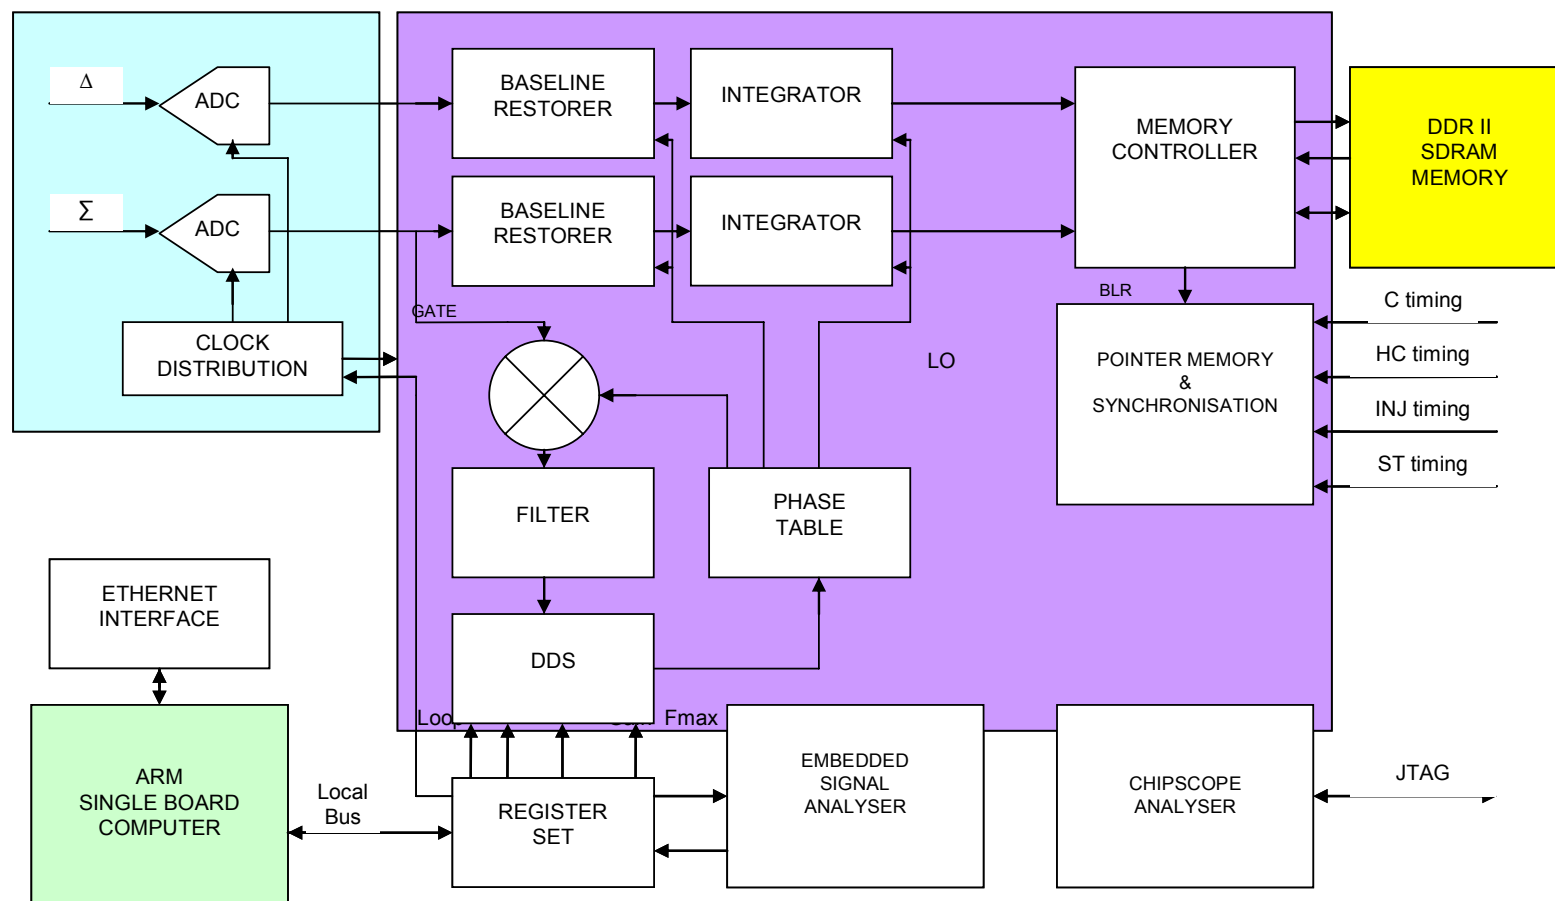 Δ
ADC
BASELINE
RESTORER
INTEGRATOR
MEMORY
CONTROLLER
DDR II
SDRAM
MEMORY
Σ
ADC
BASELINE
RESTORER
INTEGRATOR
BLR
C timing
GATE
CLOCK
DISTRIBUTION
LO
POINTER MEMORY
&
SYNCHRONISATION
HC timing
INJ timing
ST timing
FILTER
PHASE
TABLE
ETHERNET
INTERFACE
DDS
Loop
Fmax
ARM
SINGLE BOARD
COMPUTER
Local
Bus
REGISTER
SET
EMBEDDED
SIGNAL
ANALYSER
CHIPSCOPE
ANALYSER
JTAG